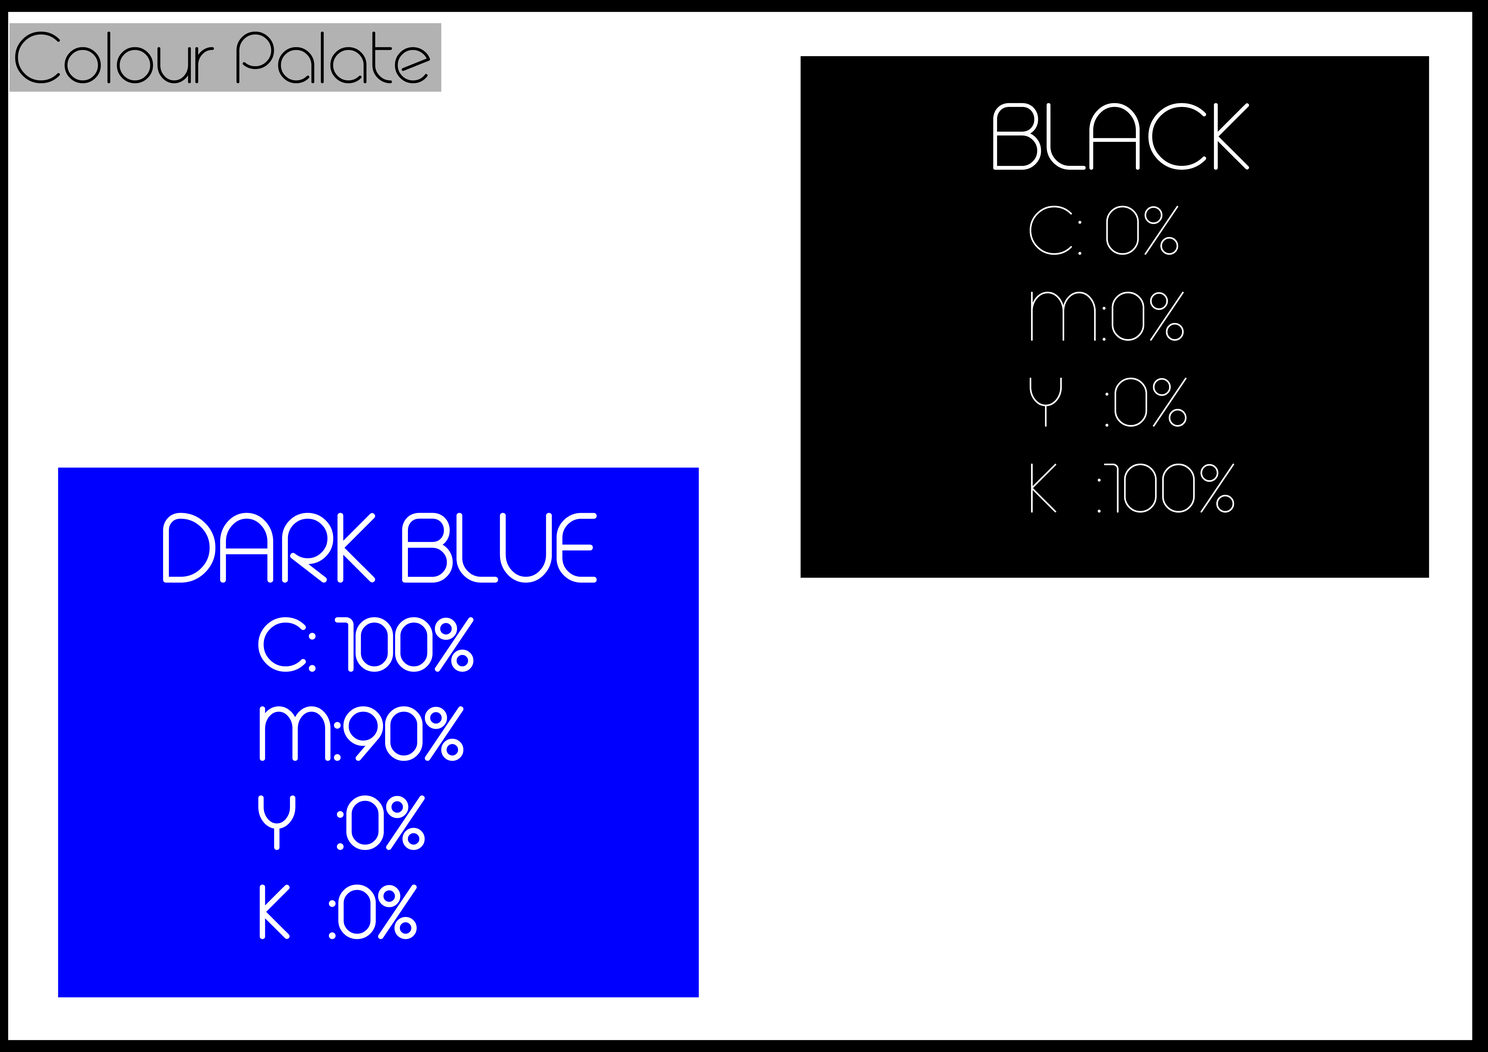 Colour Palate
BLACK
C: 0%
M:0%
Y :0%
K :100%
DARK BLUE
C: 100%
M:90%
Y :0%
K :0%